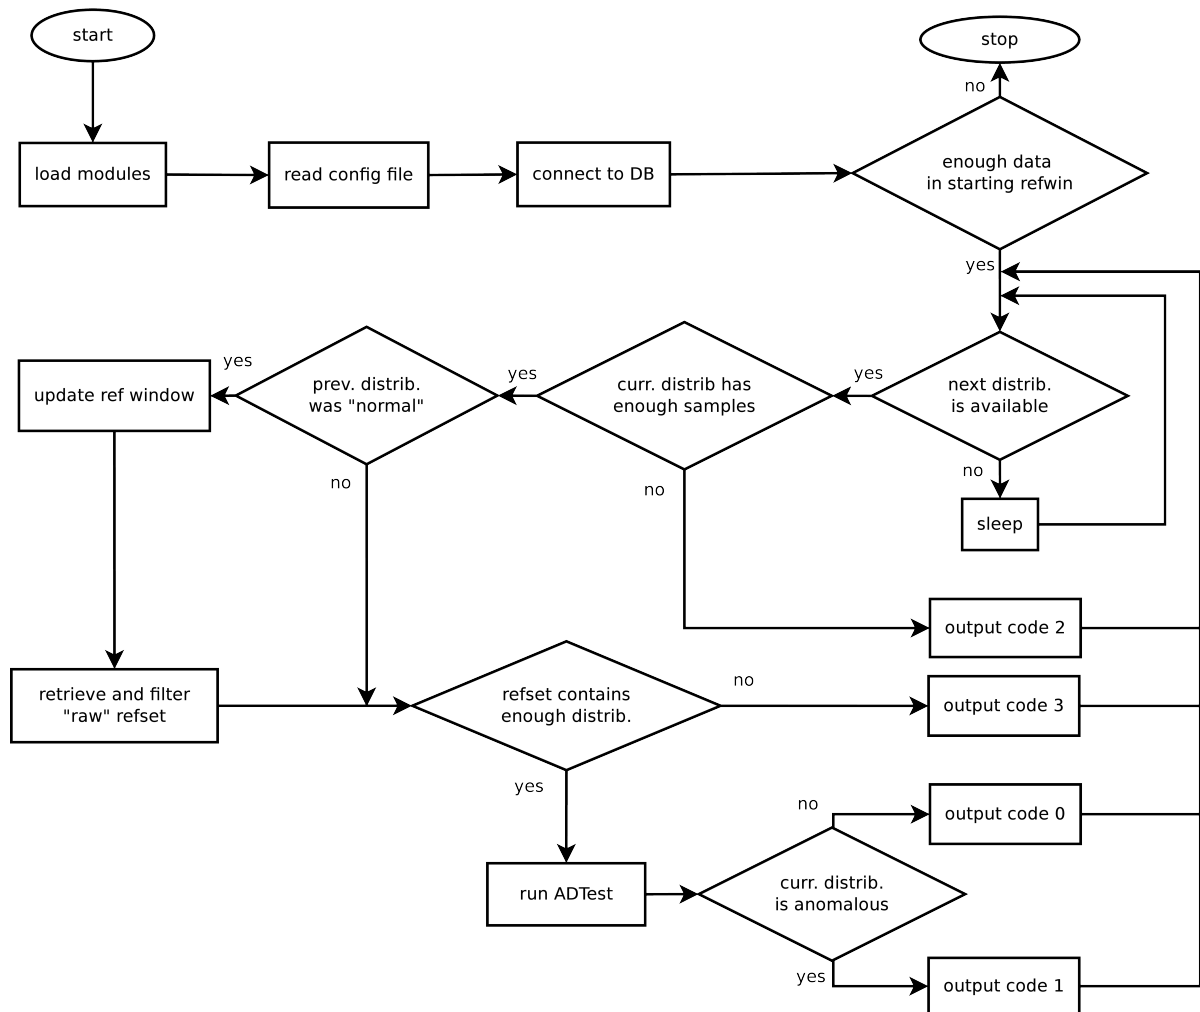 start
stop
no
load modules
read config file
connect to DB
enough data
in starting refwin
yes
update ref window
yes
prev. distrib.
was "normal"
yes
curr. distrib has
enough samples
yes
next distrib.
is available
no
no
no
sleep
output code 2
retrieve and filter
"raw" refset
refset contains
enough distrib.
no
output code 3
yes
no
output code 0
run ADTest
curr. distrib.
is anomalous
yes
output code 1